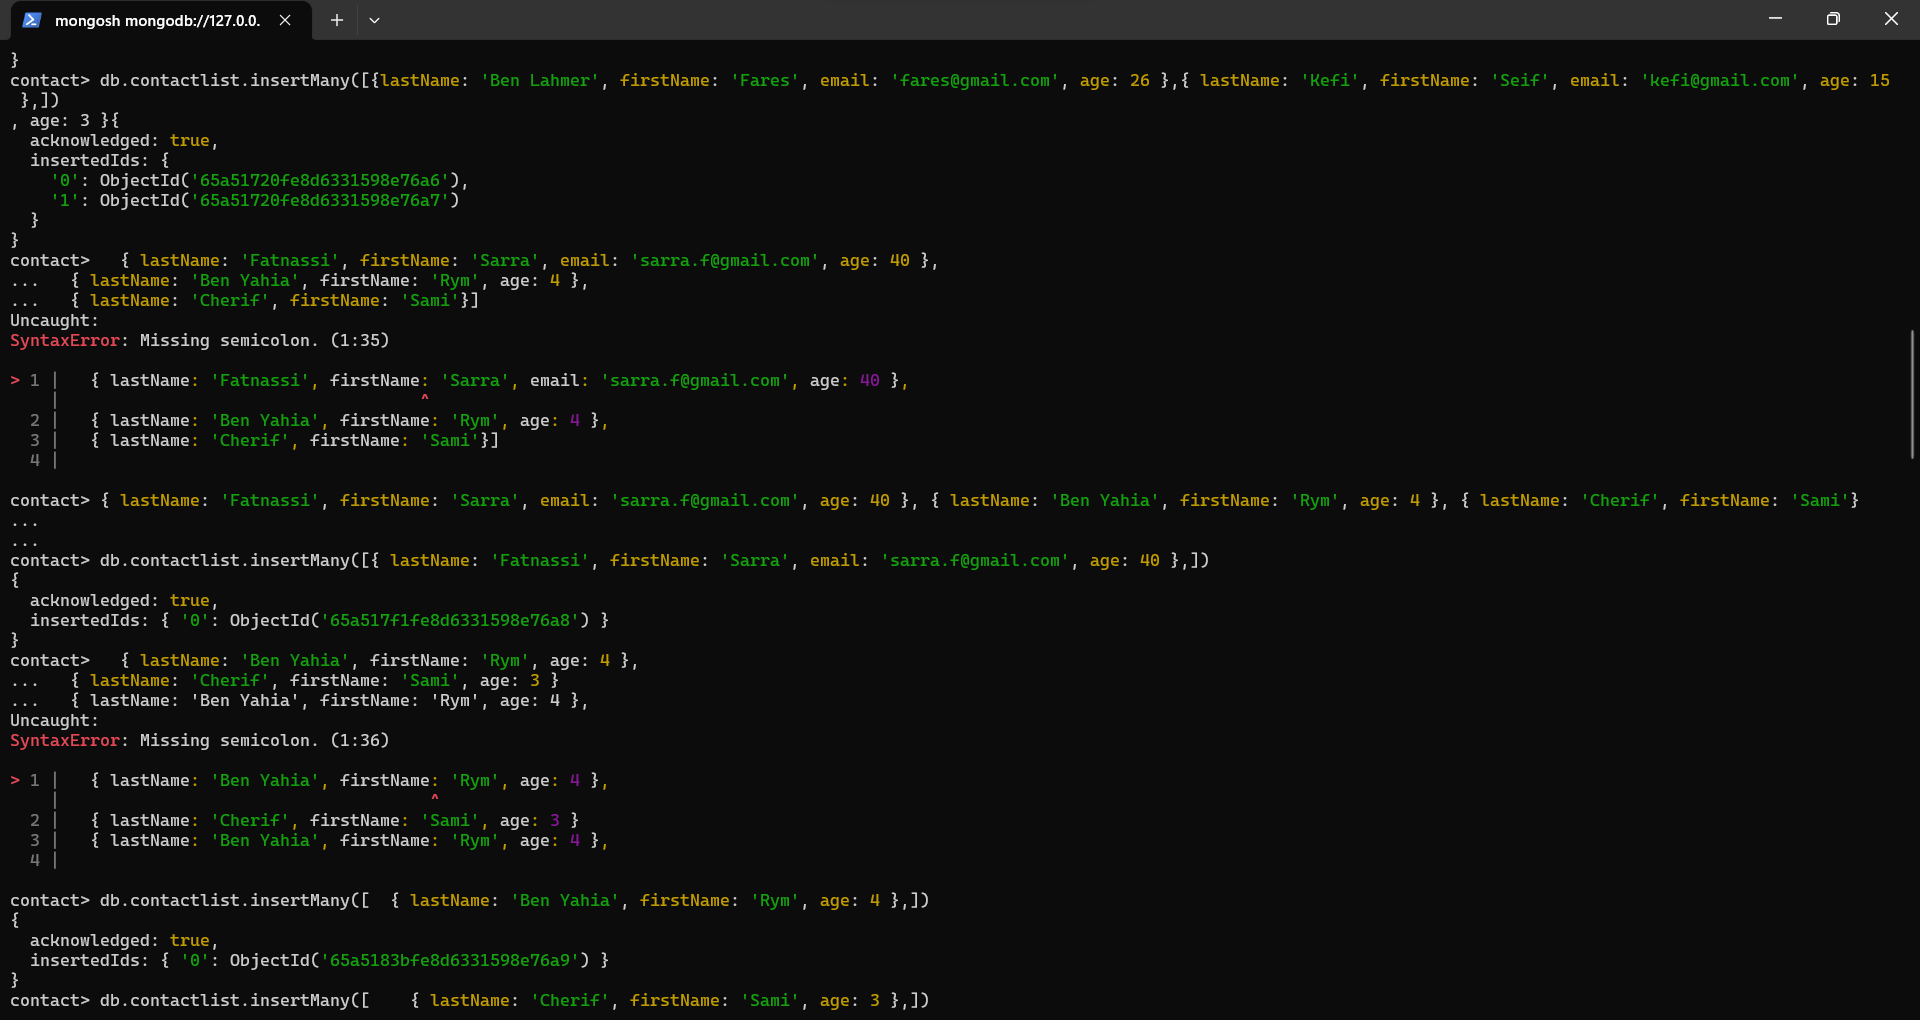 mongosh mongodb://127.0.0.
}
contact> db.contactlist.insertMany([{lastName: 'Ben Lahmer', firstName: 'Fares', email: 'fares@gmail.com', age: 26 },{ lastName: 'Kefi', firstName: 'Seif', email: 'kefi@gmail.com', age: 15
 },])
, age: 3 }{
  acknowledged: true,
  insertedIds: {
    '0': ObjectId('65a51720fe8d6331598e76a6'),
    '1': ObjectId('65a51720fe8d6331598e76a7')
  }
}
contact>   { lastName: 'Fatnassi', firstName: 'Sarra', email: 'sarra.f@gmail.com', age: 40 },
...   { lastName: 'Ben Yahia', firstName: 'Rym', age: 4 },
...   { lastName: 'Cherif', firstName: 'Sami'}]
Uncaught:
SyntaxError: Missing semicolon. (1:35)
> 1 |   { lastName: 'Fatnassi', firstName: 'Sarra', email: 'sarra.f@gmail.com', age: 40 },
    |                                    ^
  2 |   { lastName: 'Ben Yahia', firstName: 'Rym', age: 4 },
  3 |   { lastName: 'Cherif', firstName: 'Sami'}]
  4 |
contact> { lastName: 'Fatnassi', firstName: 'Sarra', email: 'sarra.f@gmail.com', age: 40 }, { lastName: 'Ben Yahia', firstName: 'Rym', age: 4 }, { lastName: 'Cherif', firstName: 'Sami'}
...
...
contact> db.contactlist.insertMany([{ lastName: 'Fatnassi', firstName: 'Sarra', email: 'sarra.f@gmail.com', age: 40 },])
{
  acknowledged: true,
  insertedIds: { '0': ObjectId('65a517f1fe8d6331598e76a8') }
}
contact>   { lastName: 'Ben Yahia', firstName: 'Rym', age: 4 },
...   { lastName: 'Cherif', firstName: 'Sami', age: 3 }
...   { lastName: 'Ben Yahia', firstName: 'Rym', age: 4 },
Uncaught:
SyntaxError: Missing semicolon. (1:36)
> 1 |   { lastName: 'Ben Yahia', firstName: 'Rym', age: 4 },
    |                                     ^
  2 |   { lastName: 'Cherif', firstName: 'Sami', age: 3 }
  3 |   { lastName: 'Ben Yahia', firstName: 'Rym', age: 4 },
  4 |
contact> db.contactlist.insertMany([  { lastName: 'Ben Yahia', firstName: 'Rym', age: 4 },])
{
  acknowledged: true,
  insertedIds: { '0': ObjectId('65a5183bfe8d6331598e76a9') }
}
contact> db.contactlist.insertMany([    { lastName: 'Cherif', firstName: 'Sami', age: 3 },])